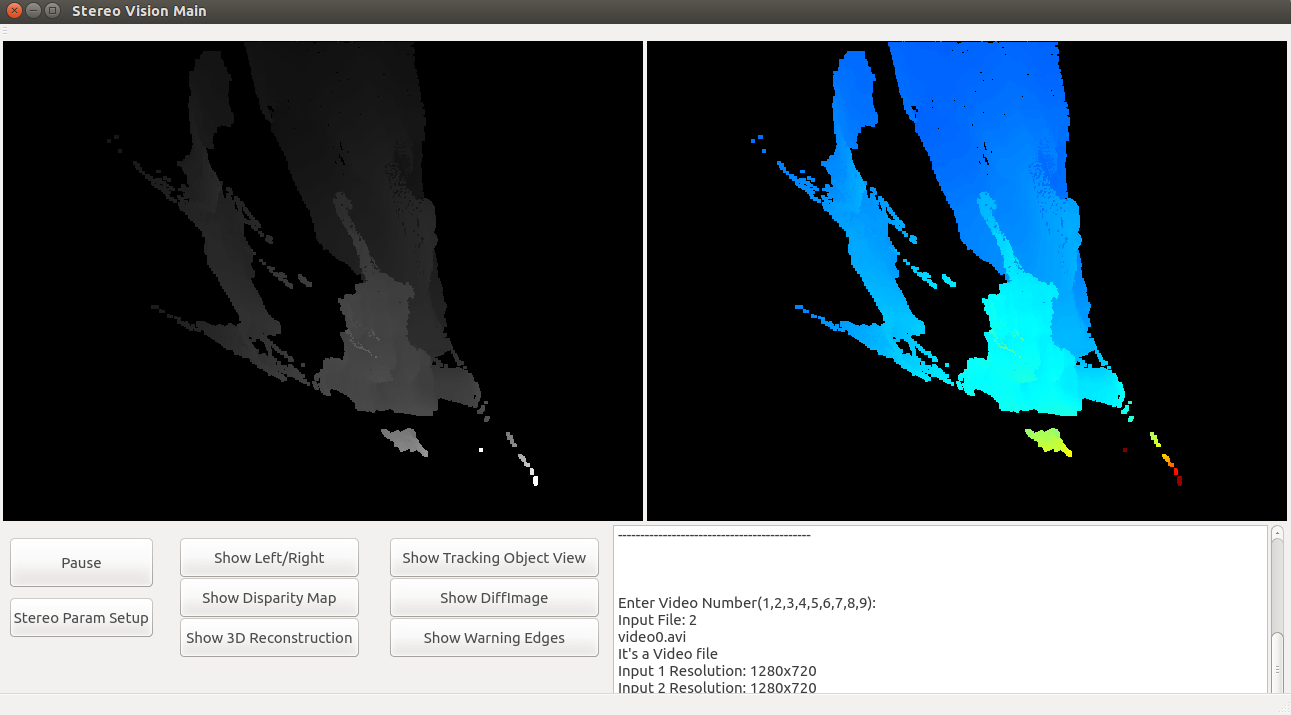 Stereo Vision Main
Pause
Stereo Param Setup
Show Left/Right
Show Disparity Map
Show 3D Reconstruction
Show Tracking Object View
Show DiffImage
Show Warning Edges
-------------------------------------------
Enter Video Number(1,2,3,4,5,6,7,8,9):
Input File: 2
video0.avi
It's a Video file
Input 1 Resolution: 1280x720
Input 2 Resolution: 1280x720